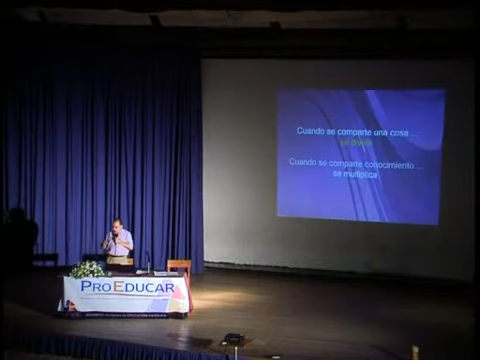 Cuando se comparte una cosa ...
se divide
Cuando se comparte conocimiento ...
se multiplica
PROEDUCAR